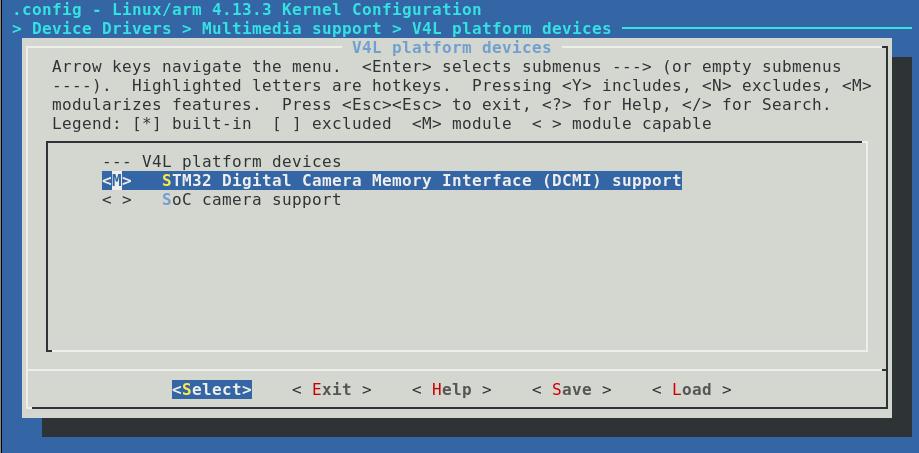 .config - Linux/arm 4.13.3 Kernel Configuration
> Device Drivers > Multimedia support > V4L platform devices
V4L platform devices
Arrow keys navigate the menu.  <Enter> selects submenus ---> (or empty submenus
----).  Highlighted letters are hotkeys.  Pressing <Y> includes, <N> excludes, <M>
modularizes features.  Press <Esc><Esc> to exit, <?> for Help, </> for Search.
Legend: [*] built-in  [ ] excluded  <M> module  < > module capable
--- V4L platform devices
<M>   STM32 Digital Camera Memory Interface (DCMI) support
< >   SoC camera support
<Select>    < Exit >    < Help >    < Save >    < Load >